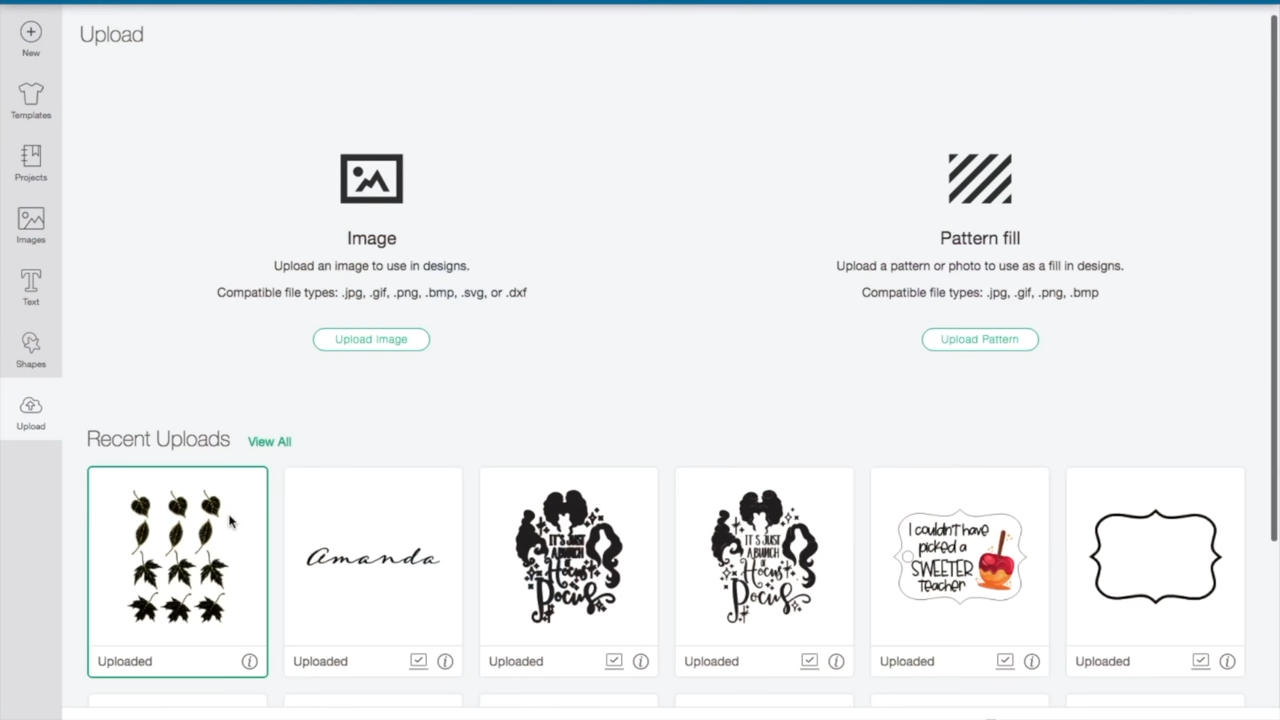 Upload
New
Templates
Projects
Images
Text
Shapes
Upload
Image
Upload an image to use in designs.
Compatible file types: .jpg, .gif, .png, .bmp, .svg, or .dxf
Upload Image
Pattern fill
Upload a pattern or photo to use as a fill in designs.
Compatible file types: .jpg, .gif, .png, .bmp
Upload Pattern
Recent Uploads View All
Uploaded
Amanda
Uploaded
IT'S JUST
A BUNCH
OF
Hocus
Pocus
Uploaded
IT'S JUST
A BUNCH
OF
Hocus
Pocus
Uploaded
I couldn't have
picked a
SWEETER
Teacher
Uploaded
Uploaded